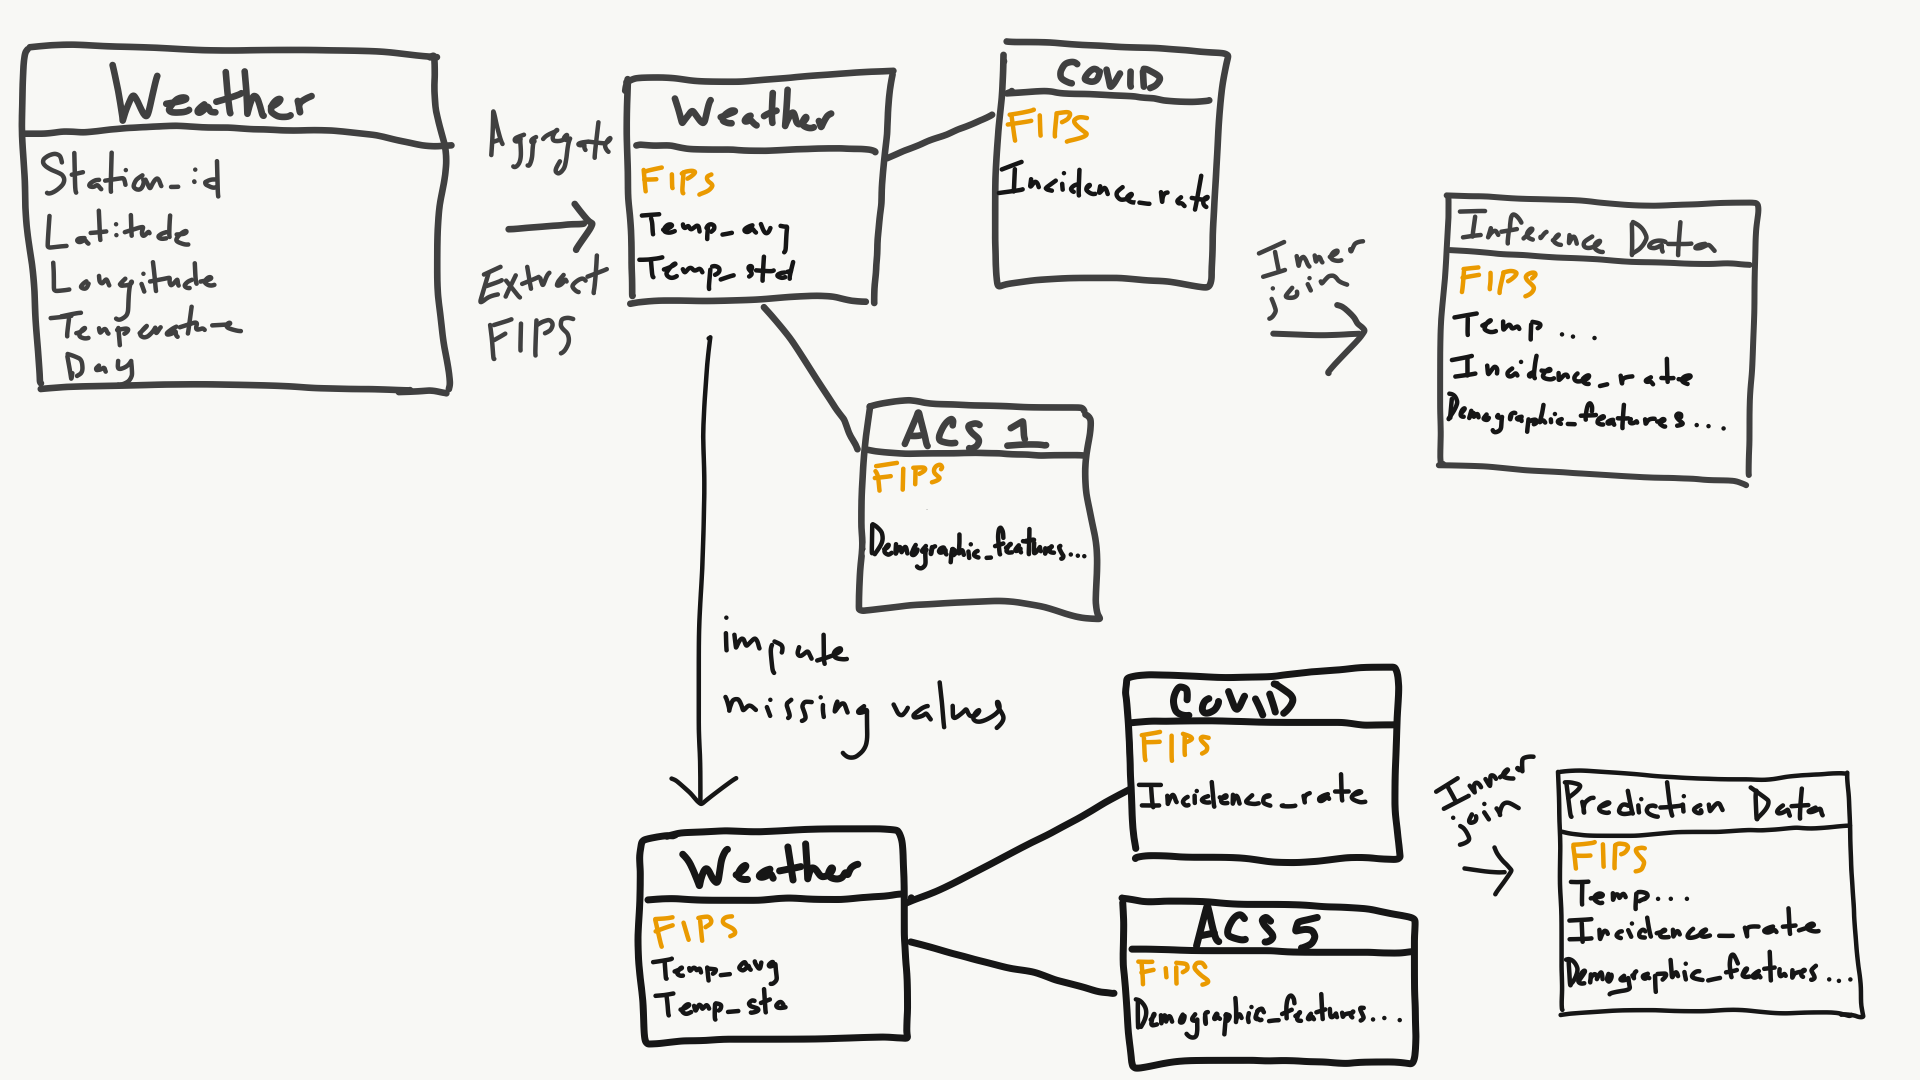 Weather
Station_id
Latitude
Longitude
Temperature
Day
Aggregate
Extract
FIPS
Weather
FIPS
Temp_avg
Temp_std
COVID
FIPS
Incidence_rate
ACS 1
FIPS
Demographic_features...
Inner
join
Inference Data
FIPS
Temp...
Incidence_rate
Demographic_features...
impute
missing values
Weather
FIPS
Temp_avg
Temp_std
COVID
FIPS
Incidence_rate
ACS 5
FIPS
Demographic_features...
Inner
join
Prediction Data
FIPS
Temp...
Incidence_rate
Demographic_features...